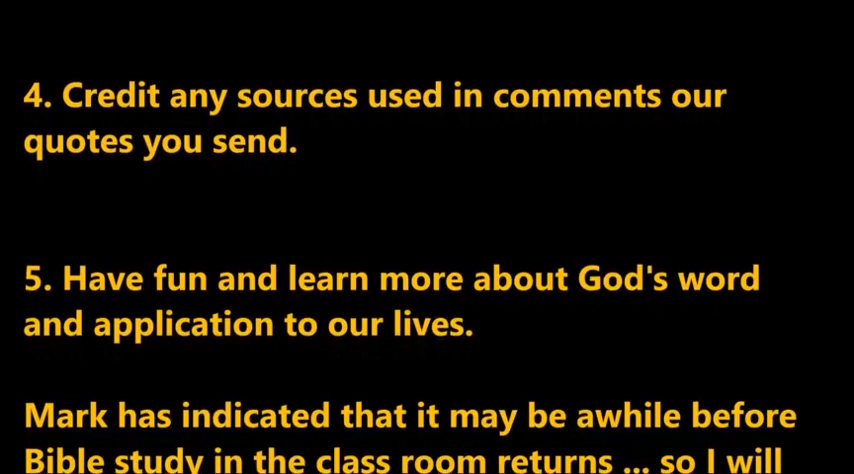 4. Credit any sources used in comments our
quotes you send.
5. Have fun and learn more about God's word
and application to our lives.
Mark has indicated that it may be awhile before
Bible study in the class room returns ... so I will